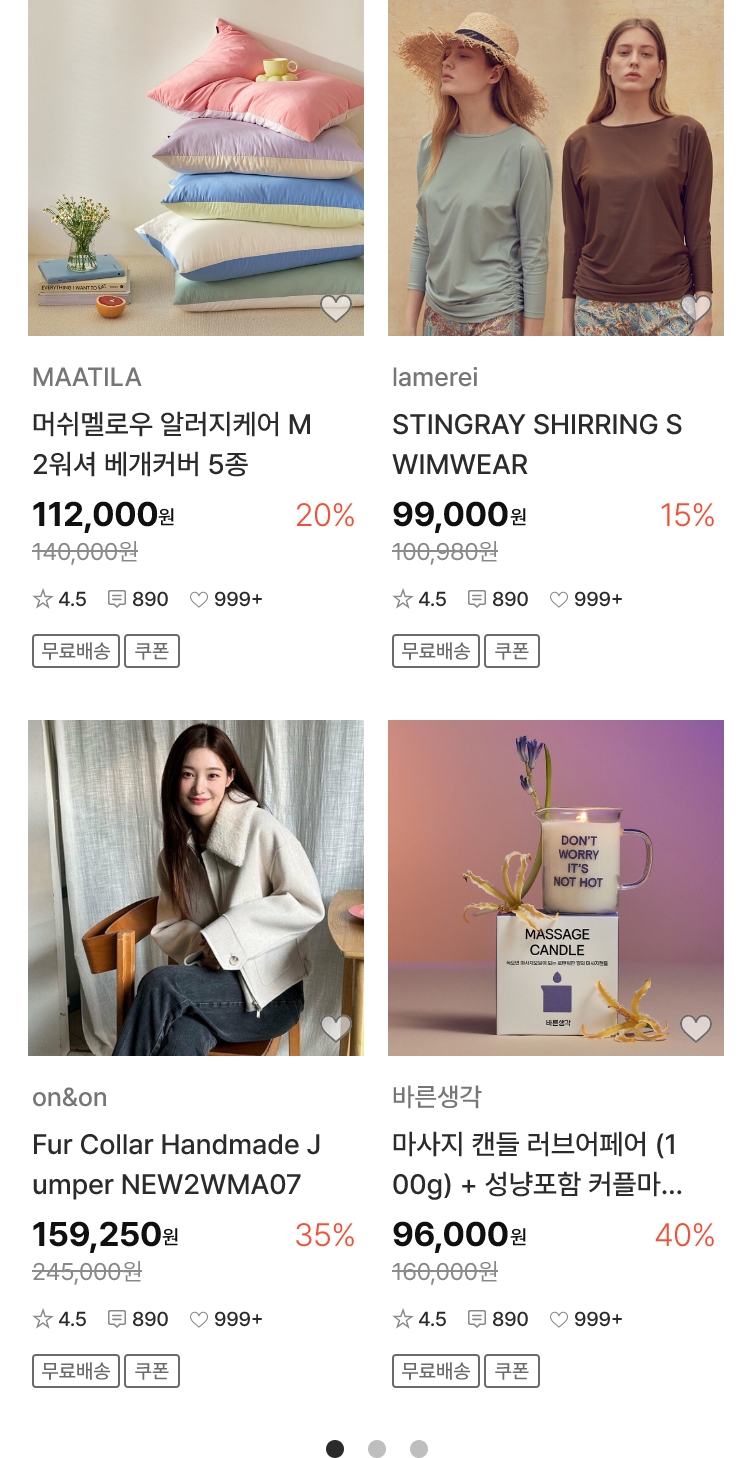 EVERYTHING I WANT TO EAT
MAATILA
머쉬멜로우 알러지케어 M
2워셔 베개커버 5종
112,000원 20%
140,000원
4.5 890 999+
무료배송 쿠폰
lamerei
STINGRAY SHIRRING S
WIMWEAR
99,000원 15%
100,980원
4.5 890 999+
무료배송 쿠폰
on&on
Fur Collar Handmade J
umper NEW2WMA07
159,250원 35%
245,000원
4.5 890 999+
무료배송 쿠폰
DON'T
WORRY
IT'S
NOT HOT
MASSAGE
CANDLE
바른생각
바른생각
마사지 캔들 러브어페어 (1
00g) + 성냥포함 커플마...
96,000원 40%
160,000원
4.5 890 999+
무료배송 쿠폰